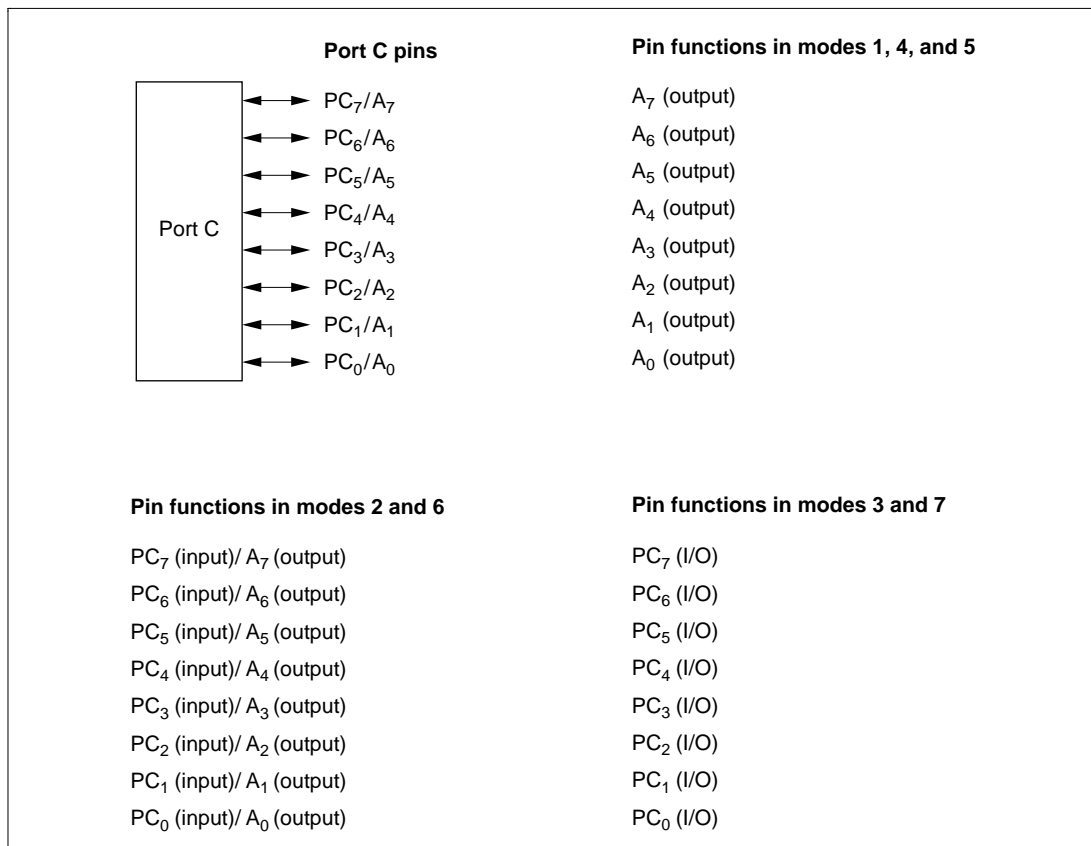 Port C pins
Pin functions in modes 1, 4, and 5
Port C
PC7/A7
PC6/A6
PC5/A5
PC4/A4
PC3/A3
PC2/A2
PC1/A1
PC0/A0
A7 (output)
A6 (output)
A5 (output)
A4 (output)
A3 (output)
A2 (output)
A1 (output)
A0 (output)
Pin functions in modes 2 and 6
PC7 (input)/ A7 (output)
PC6 (input)/ A6 (output)
PC5 (input)/ A5 (output)
PC4 (input)/ A4 (output)
PC3 (input)/ A3 (output)
PC2 (input)/ A2 (output)
PC1 (input)/ A1 (output)
PC0 (input)/ A0 (output)
Pin functions in modes 3 and 7
PC7 (I/O)
PC6 (I/O)
PC5 (I/O)
PC4 (I/O)
PC3 (I/O)
PC2 (I/O)
PC1 (I/O)
PC0 (I/O)